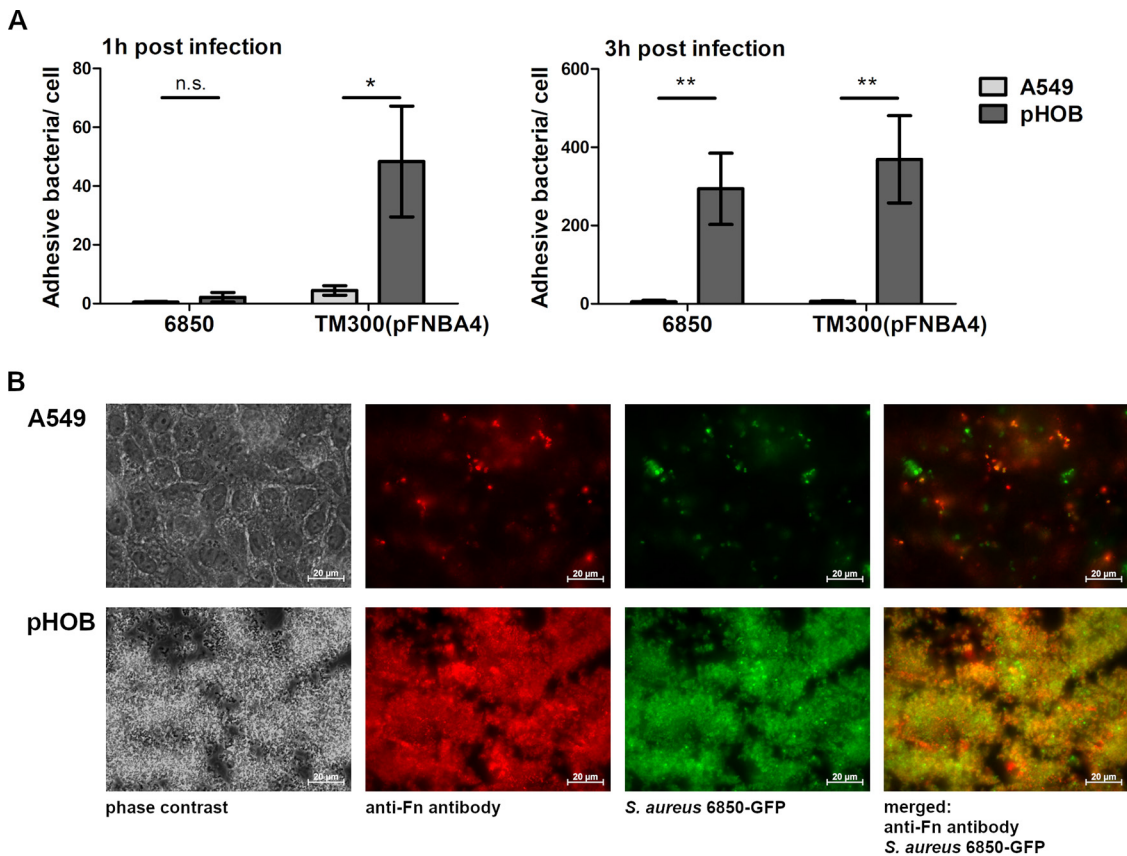 A
1h post infection
Adhesive bacteria/ cell
80
60
40
20
0
n.s.
*
6850
TM300(pFNBA4)
3h post infection
Adhesive bacteria/ cell
600
400
200
0
**
**
6850
TM300(pFNBA4)
A549
pHOB
B
A549
20 µm
20 µm
20 µm
20 µm
pHOB
20 µm
20 µm
20 µm
20 µm
phase contrast
anti-Fn antibody
S. aureus 6850-GFP
merged:
anti-Fn antibody
S. aureus 6850-GFP